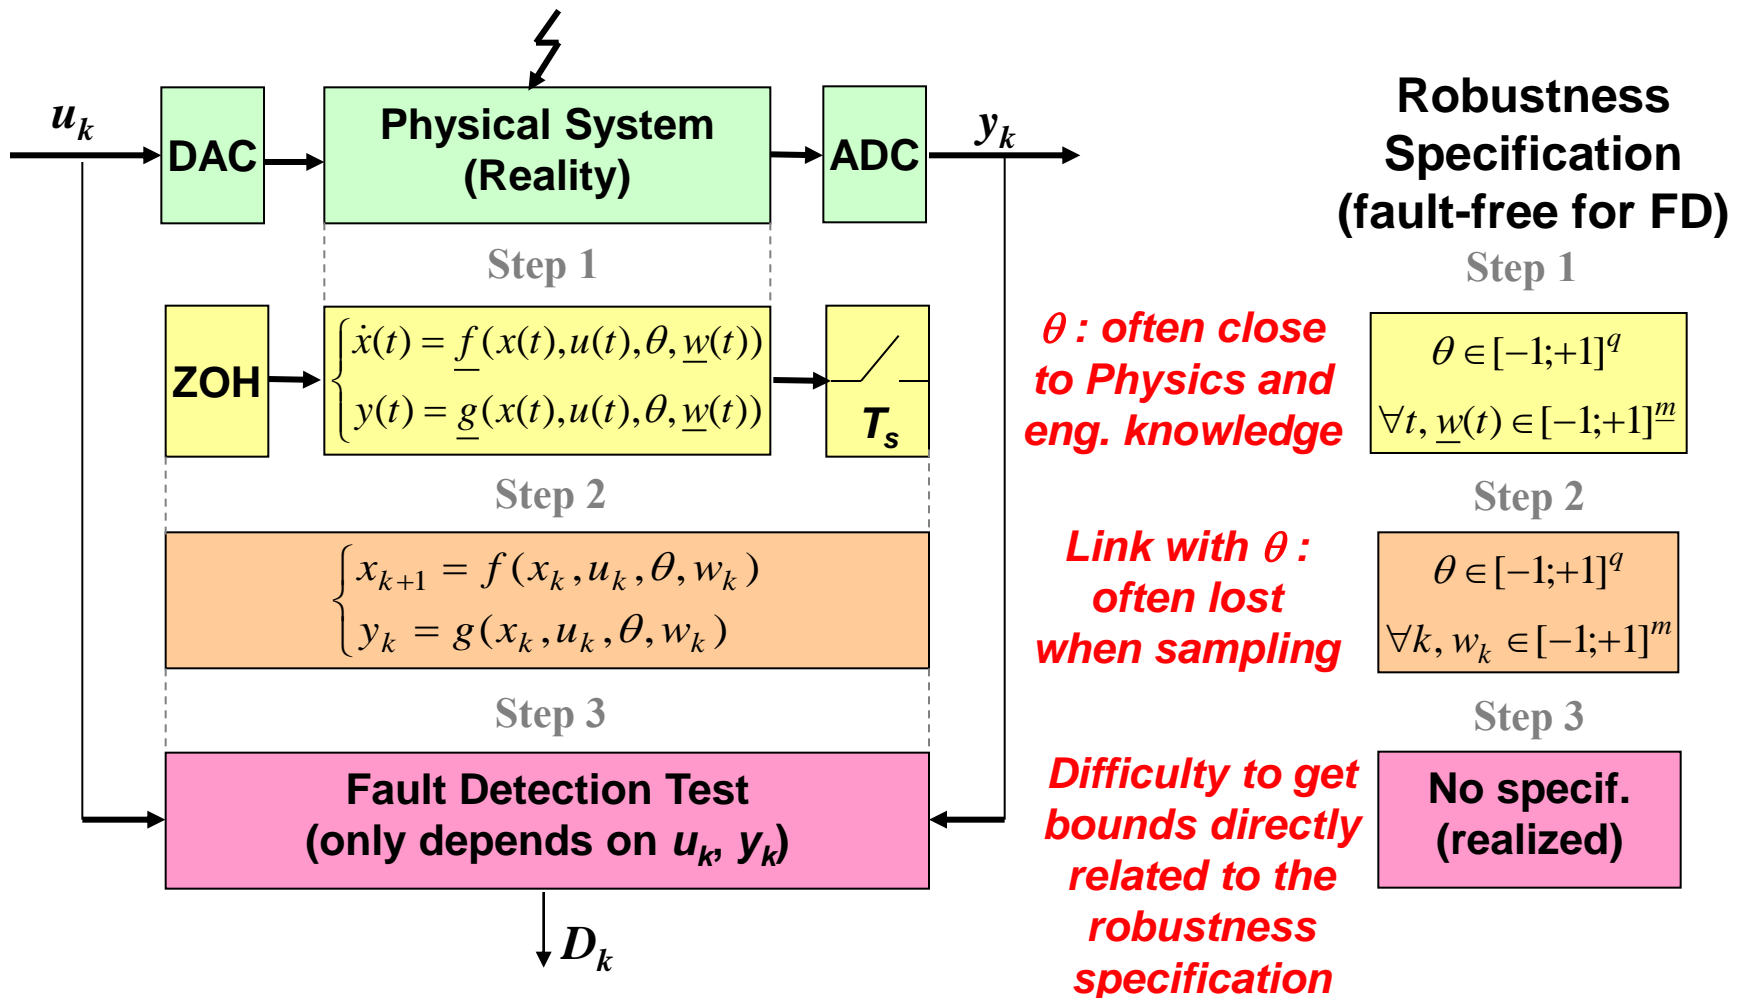 u_k
DAC
Physical System
(Reality)
ADC
y_k
Robustness
Specification
(fault-free for FD)
Step 1
Step 1
ZOH
ẋ(t) = f̲(x(t),u(t),θ,w̲(t))
y(t) = g̲(x(t),u(t),θ,w̲(t))
T_s
θ : often close
to Physics and
eng. knowledge
θ ∈[−1;+1]^q
∀t, w̲(t) ∈[−1;+1]^m̲
Step 2
Step 2
x_{k+1} = f(x_k,u_k,θ,w_k)
y_k = g(x_k,u_k,θ,w_k)
Link with θ :
often lost
when sampling
θ ∈[−1;+1]^q
∀k, w_k ∈[−1;+1]^m
Step 3
Step 3
Fault Detection Test
(only depends on u_k, y_k)
Difficulty to get
bounds directly
related to the
robustness
specification
No specif.
(realized)
D_k